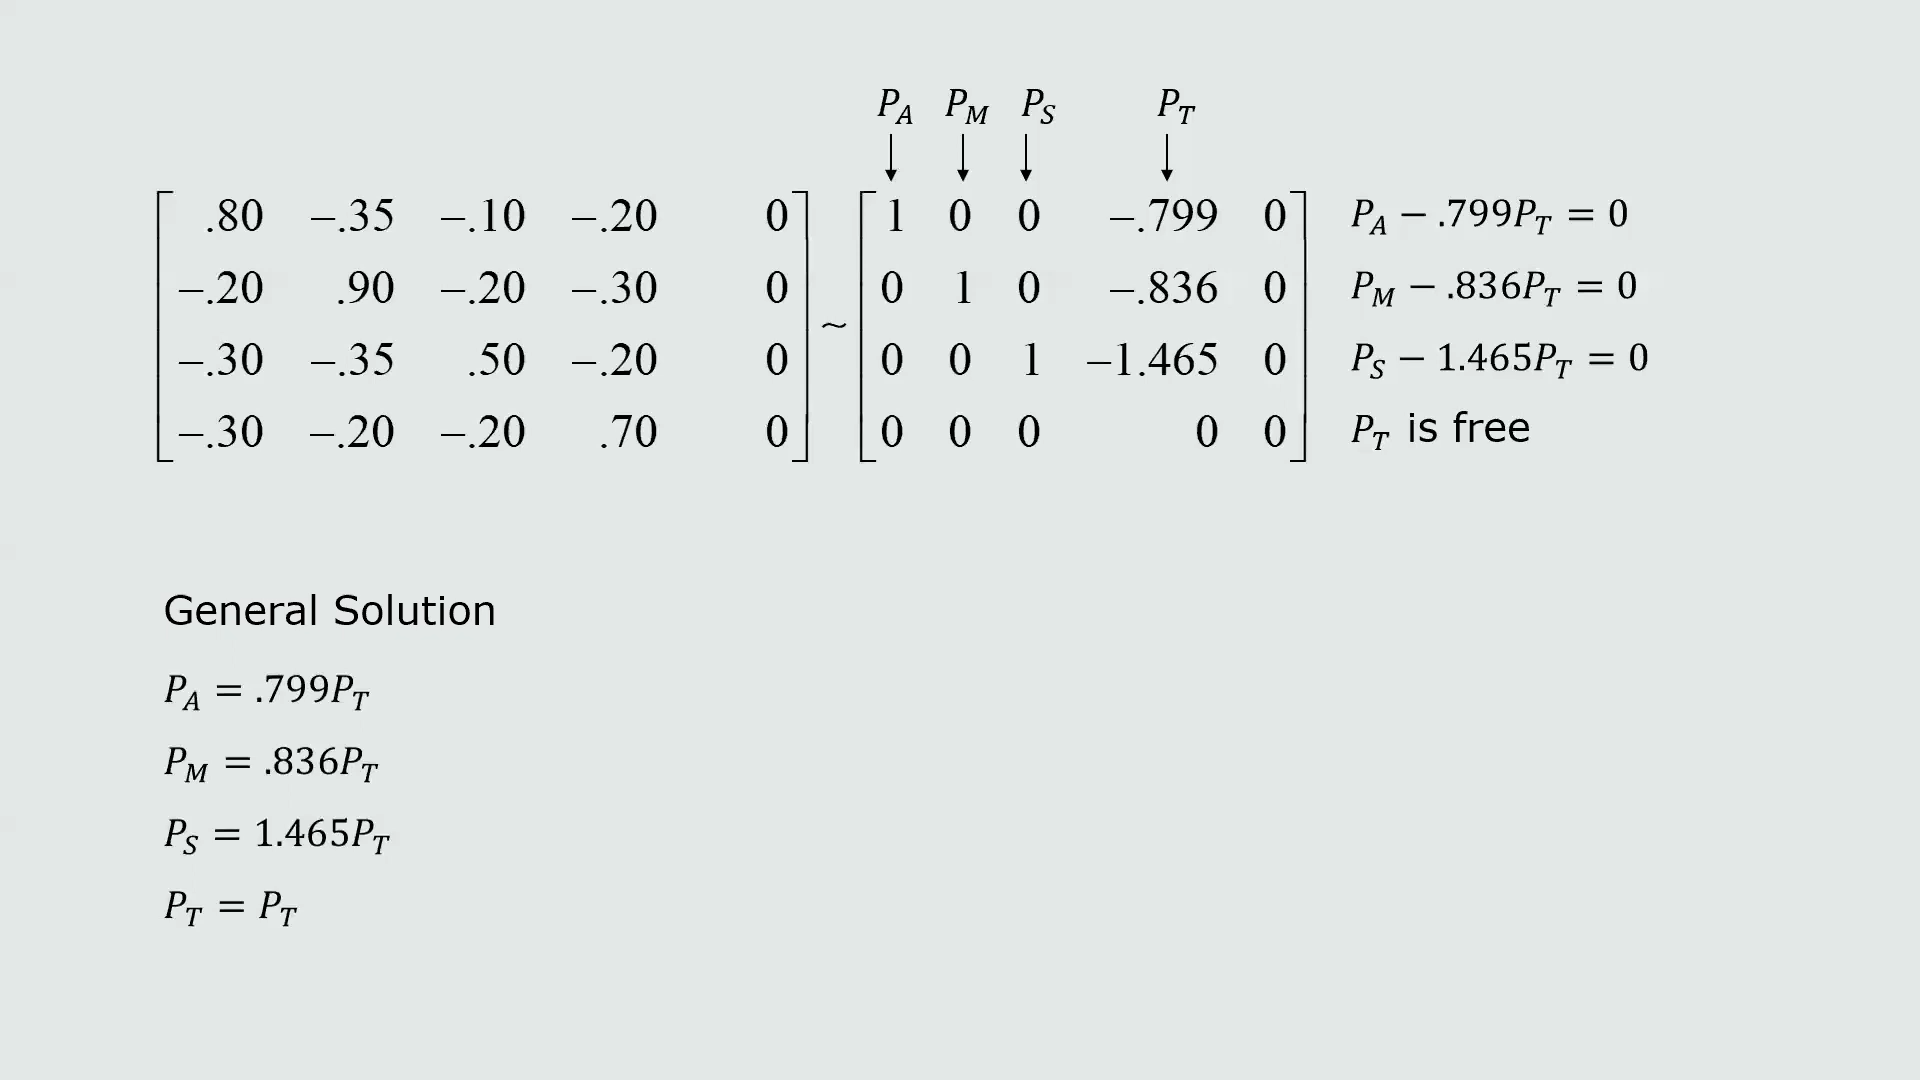 P_A P_M P_S P_T
.80 −.35 −.10 −.20 0 1 0 0 −.799 0 P_A − .799P_T = 0
−.20 .90 −.20 −.30 0 0 1 0 −.836 0 P_M − .836P_T = 0
~
−.30 −.35 .50 −.20 0 0 0 1 −1.465 0 P_S − 1.465P_T = 0
−.30 −.20 −.20 .70 0 0 0 0 0 0 P_T is free
General Solution
P_A = .799P_T
P_M = .836P_T
P_S = 1.465P_T
P_T = P_T